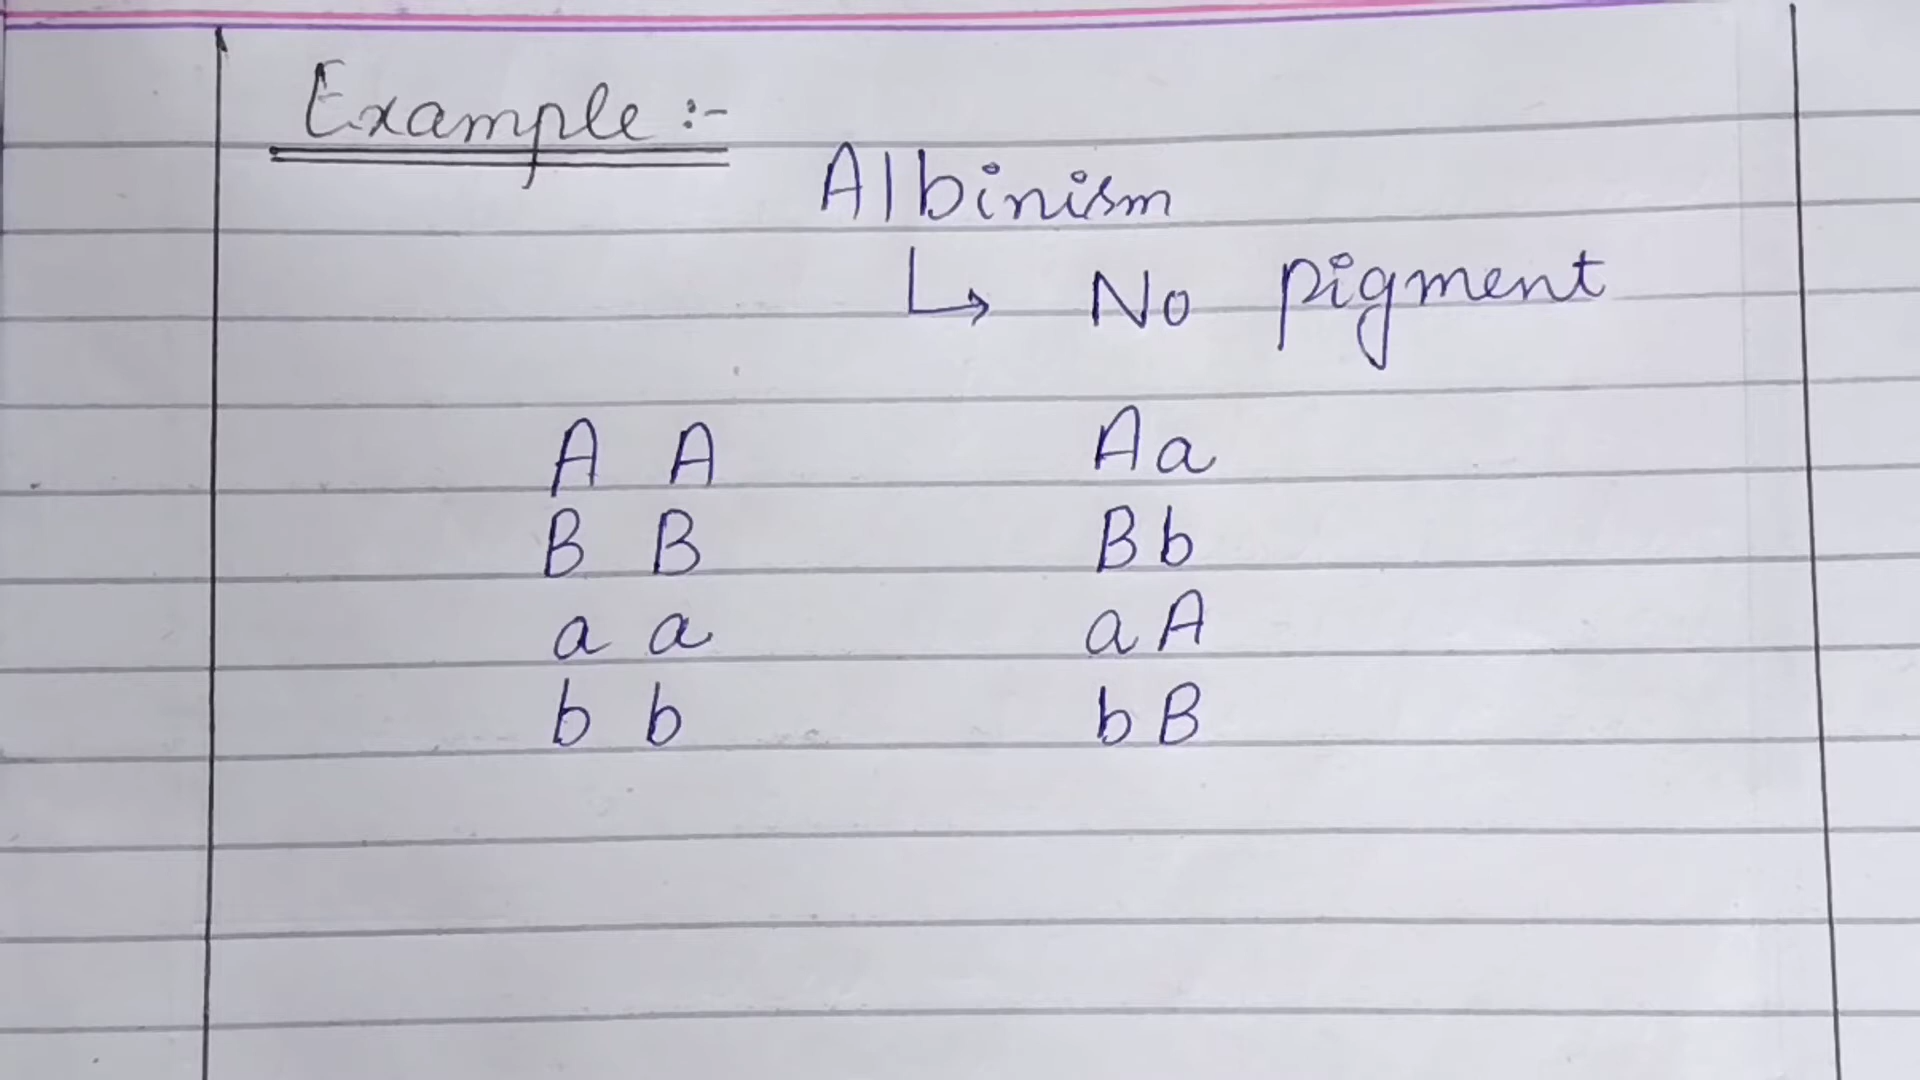 Example :-
Albinism
↳ No pigment
A A Aa
B B Bb
a a aA
b b bB